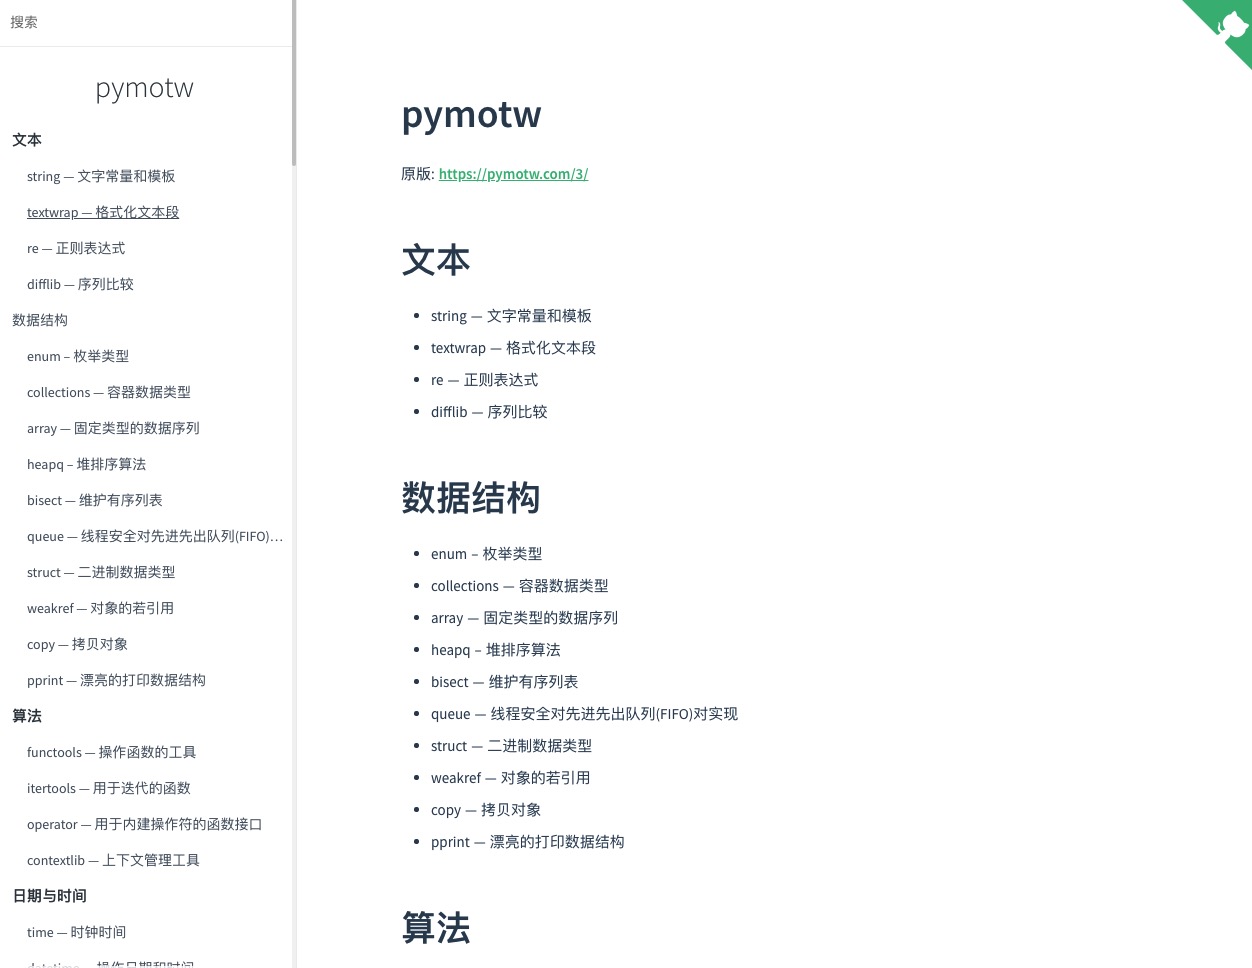 搜索
pymotw
文本
string — 文字常量和模板
textwrap — 格式化文本段
re — 正则表达式
difflib — 序列比较
数据结构
enum – 枚举类型
collections — 容器数据类型
array — 固定类型的数据序列
heapq – 堆排序算法
bisect — 维护有序列表
queue — 线程安全对先进先出队列(FIFO)…
struct — 二进制数据类型
weakref — 对象的若引用
copy — 拷贝对象
pprint — 漂亮的打印数据结构
算法
functools — 操作函数的工具
itertools — 用于迭代的函数
operator — 用于内建操作符的函数接口
contextlib — 上下文管理工具
日期与时间
time — 时钟时间
datetime — 操作日期和时间
pymotw
原版: https://pymotw.com/3/
文本
string — 文字常量和模板
textwrap — 格式化文本段
re — 正则表达式
difflib — 序列比较
数据结构
enum – 枚举类型
collections — 容器数据类型
array — 固定类型的数据序列
heapq – 堆排序算法
bisect — 维护有序列表
queue — 线程安全对先进先出队列(FIFO)对实现
struct — 二进制数据类型
weakref — 对象的若引用
copy — 拷贝对象
pprint — 漂亮的打印数据结构
算法